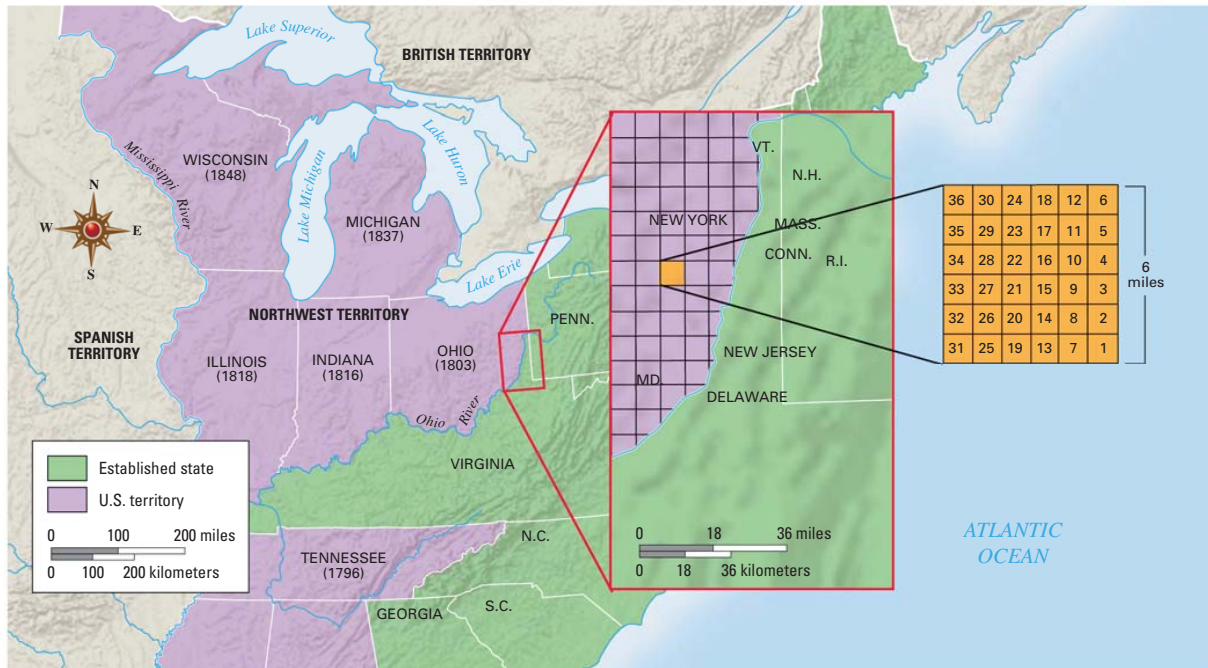 Lake Superior
BRITISH TERRITORY
Mississippi
River
WISCONSIN
(1848)
Lake Michigan
Lake Huron
MICHIGAN
(1837)
N
W
E
S
Lake Erie
NORTHWEST TERRITORY
SPANISH
TERRITORY
ILLINOIS
(1818)
INDIANA
(1816)
OHIO
(1803)
PENN.
Ohio River
VIRGINIA
TENNESSEE
(1796)
N.C.
S.C.
GEORGIA
Established state
U.S. territory
0 100 200 miles
0 100 200 kilometers
VT.
N.H.
NEW YORK
MASS.
CONN.
R.I.
NEW JERSEY
MD.
DELAWARE
0 18 36 miles
0 18 36 kilometers
36 30 24 18 12 6
35 29 23 17 11 5
34 28 22 16 10 4
33 27 21 15 9 3
32 26 20 14 8 2
31 25 19 13 7 1
6
miles
ATLANTIC
OCEAN